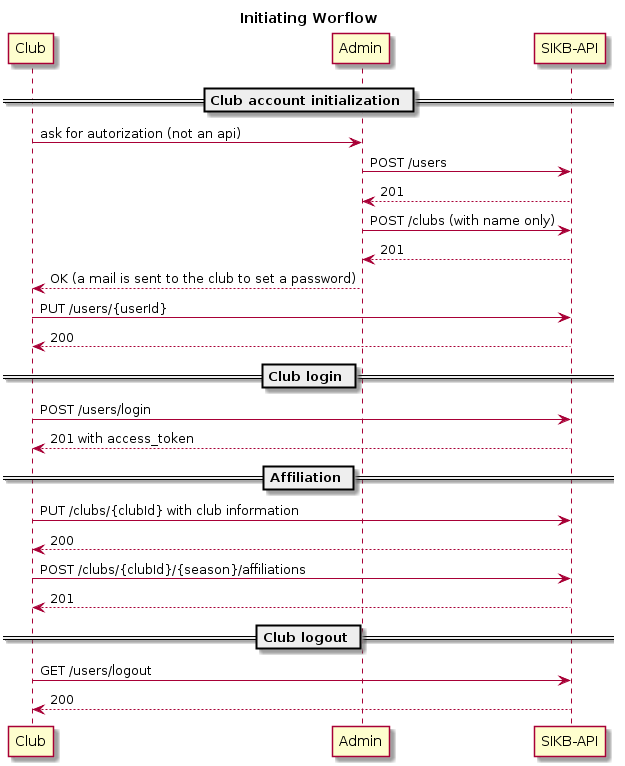 Initiating Worflow
Club
Admin
SIKB-API
Club account initialization
ask for autorization (not an api)
POST /users
201
POST /clubs (with name only)
201
OK (a mail is sent to the club to set a password)
PUT /users/{userId}
200
Club login
POST /users/login
201 with access_token
Affiliation
PUT /clubs/{clubId} with club information
200
POST /clubs/{clubId}/{season}/affiliations
201
Club logout
GET /users/logout
200
Club
Admin
SIKB-API